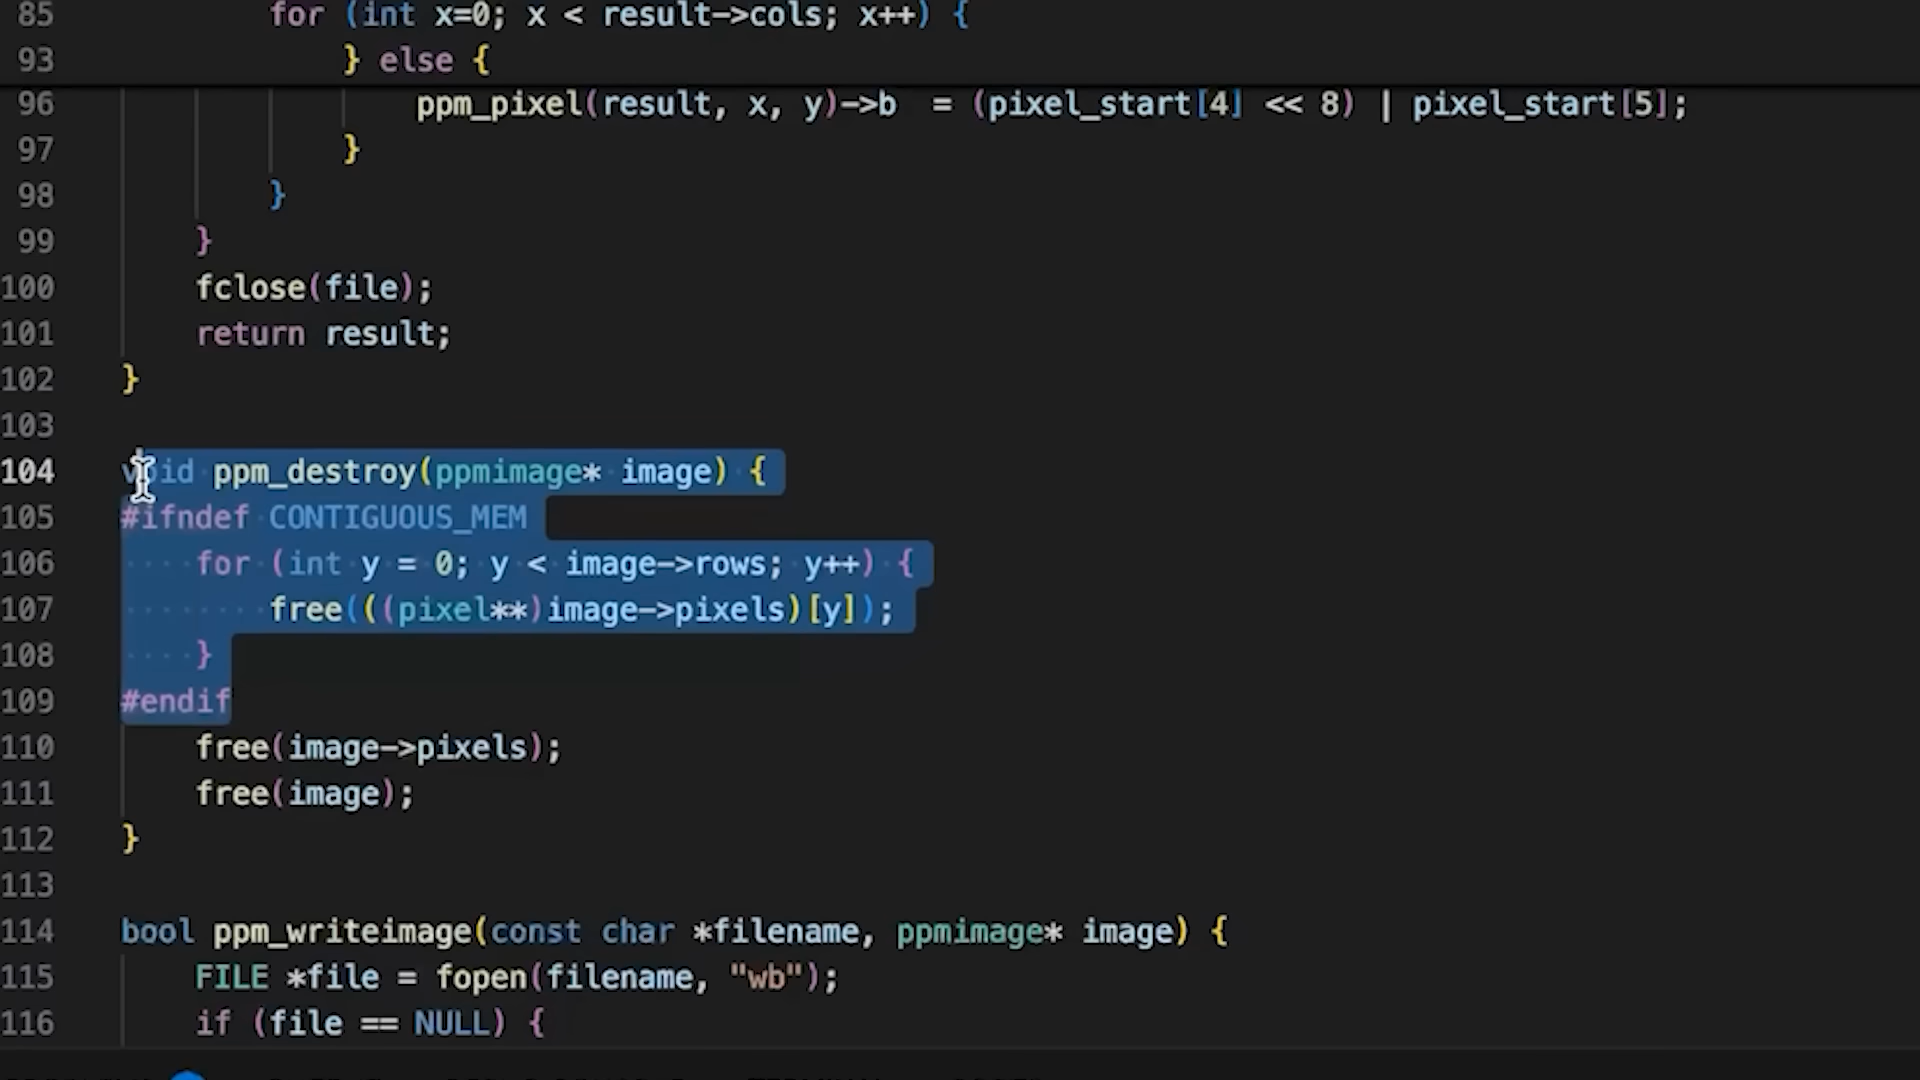 85 for (int x=0; x < result->cols; x++) {
93 } else {
96 ppm_pixel(result, x, y)->b  = (pixel_start[4] << 8) | pixel_start[5];
97 }
98 }
99 }
100 fclose(file);
101 return result;
102 }
103
104 void ppm_destroy(ppmimage* image) {
105 #ifndef CONTIGUOUS_MEM
106 for (int y = 0; y < image->rows; y++) {
107 free(((pixel**)image->pixels)[y]);
108 }
109 #endif
110 free(image->pixels);
111 free(image);
112 }
113
114 bool ppm_writeimage(const char *filename, ppmimage* image) {
115 FILE *file = fopen(filename, "wb");
116 if (file == NULL) {